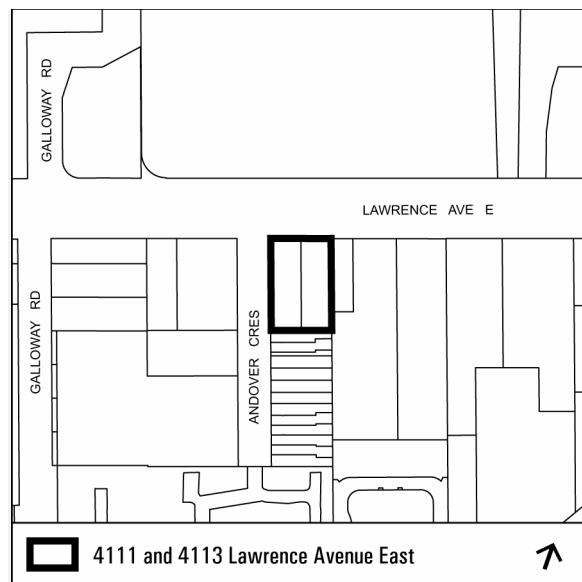 GALLOWAY RD
LAWRENCE AVE E
GALLOWAY RD
ANDOVER CRES
4111 and 4113 Lawrence Avenue East